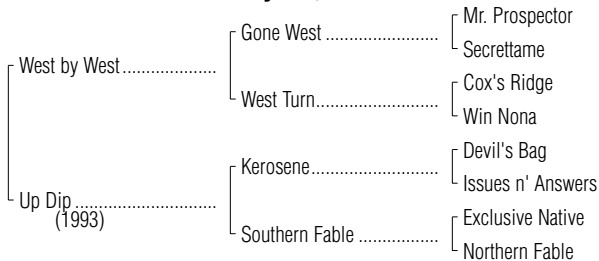 Mr. Prospector
Gone West ........................
Secrettame
West by West....................
Cox's Ridge
West Turn..........................
Win Nona
Devil's Bag
Kerosene...........................
Issues n' Answers
Up Dip ..............................
(1993)
Exclusive Native
Southern Fable .................
Northern Fable